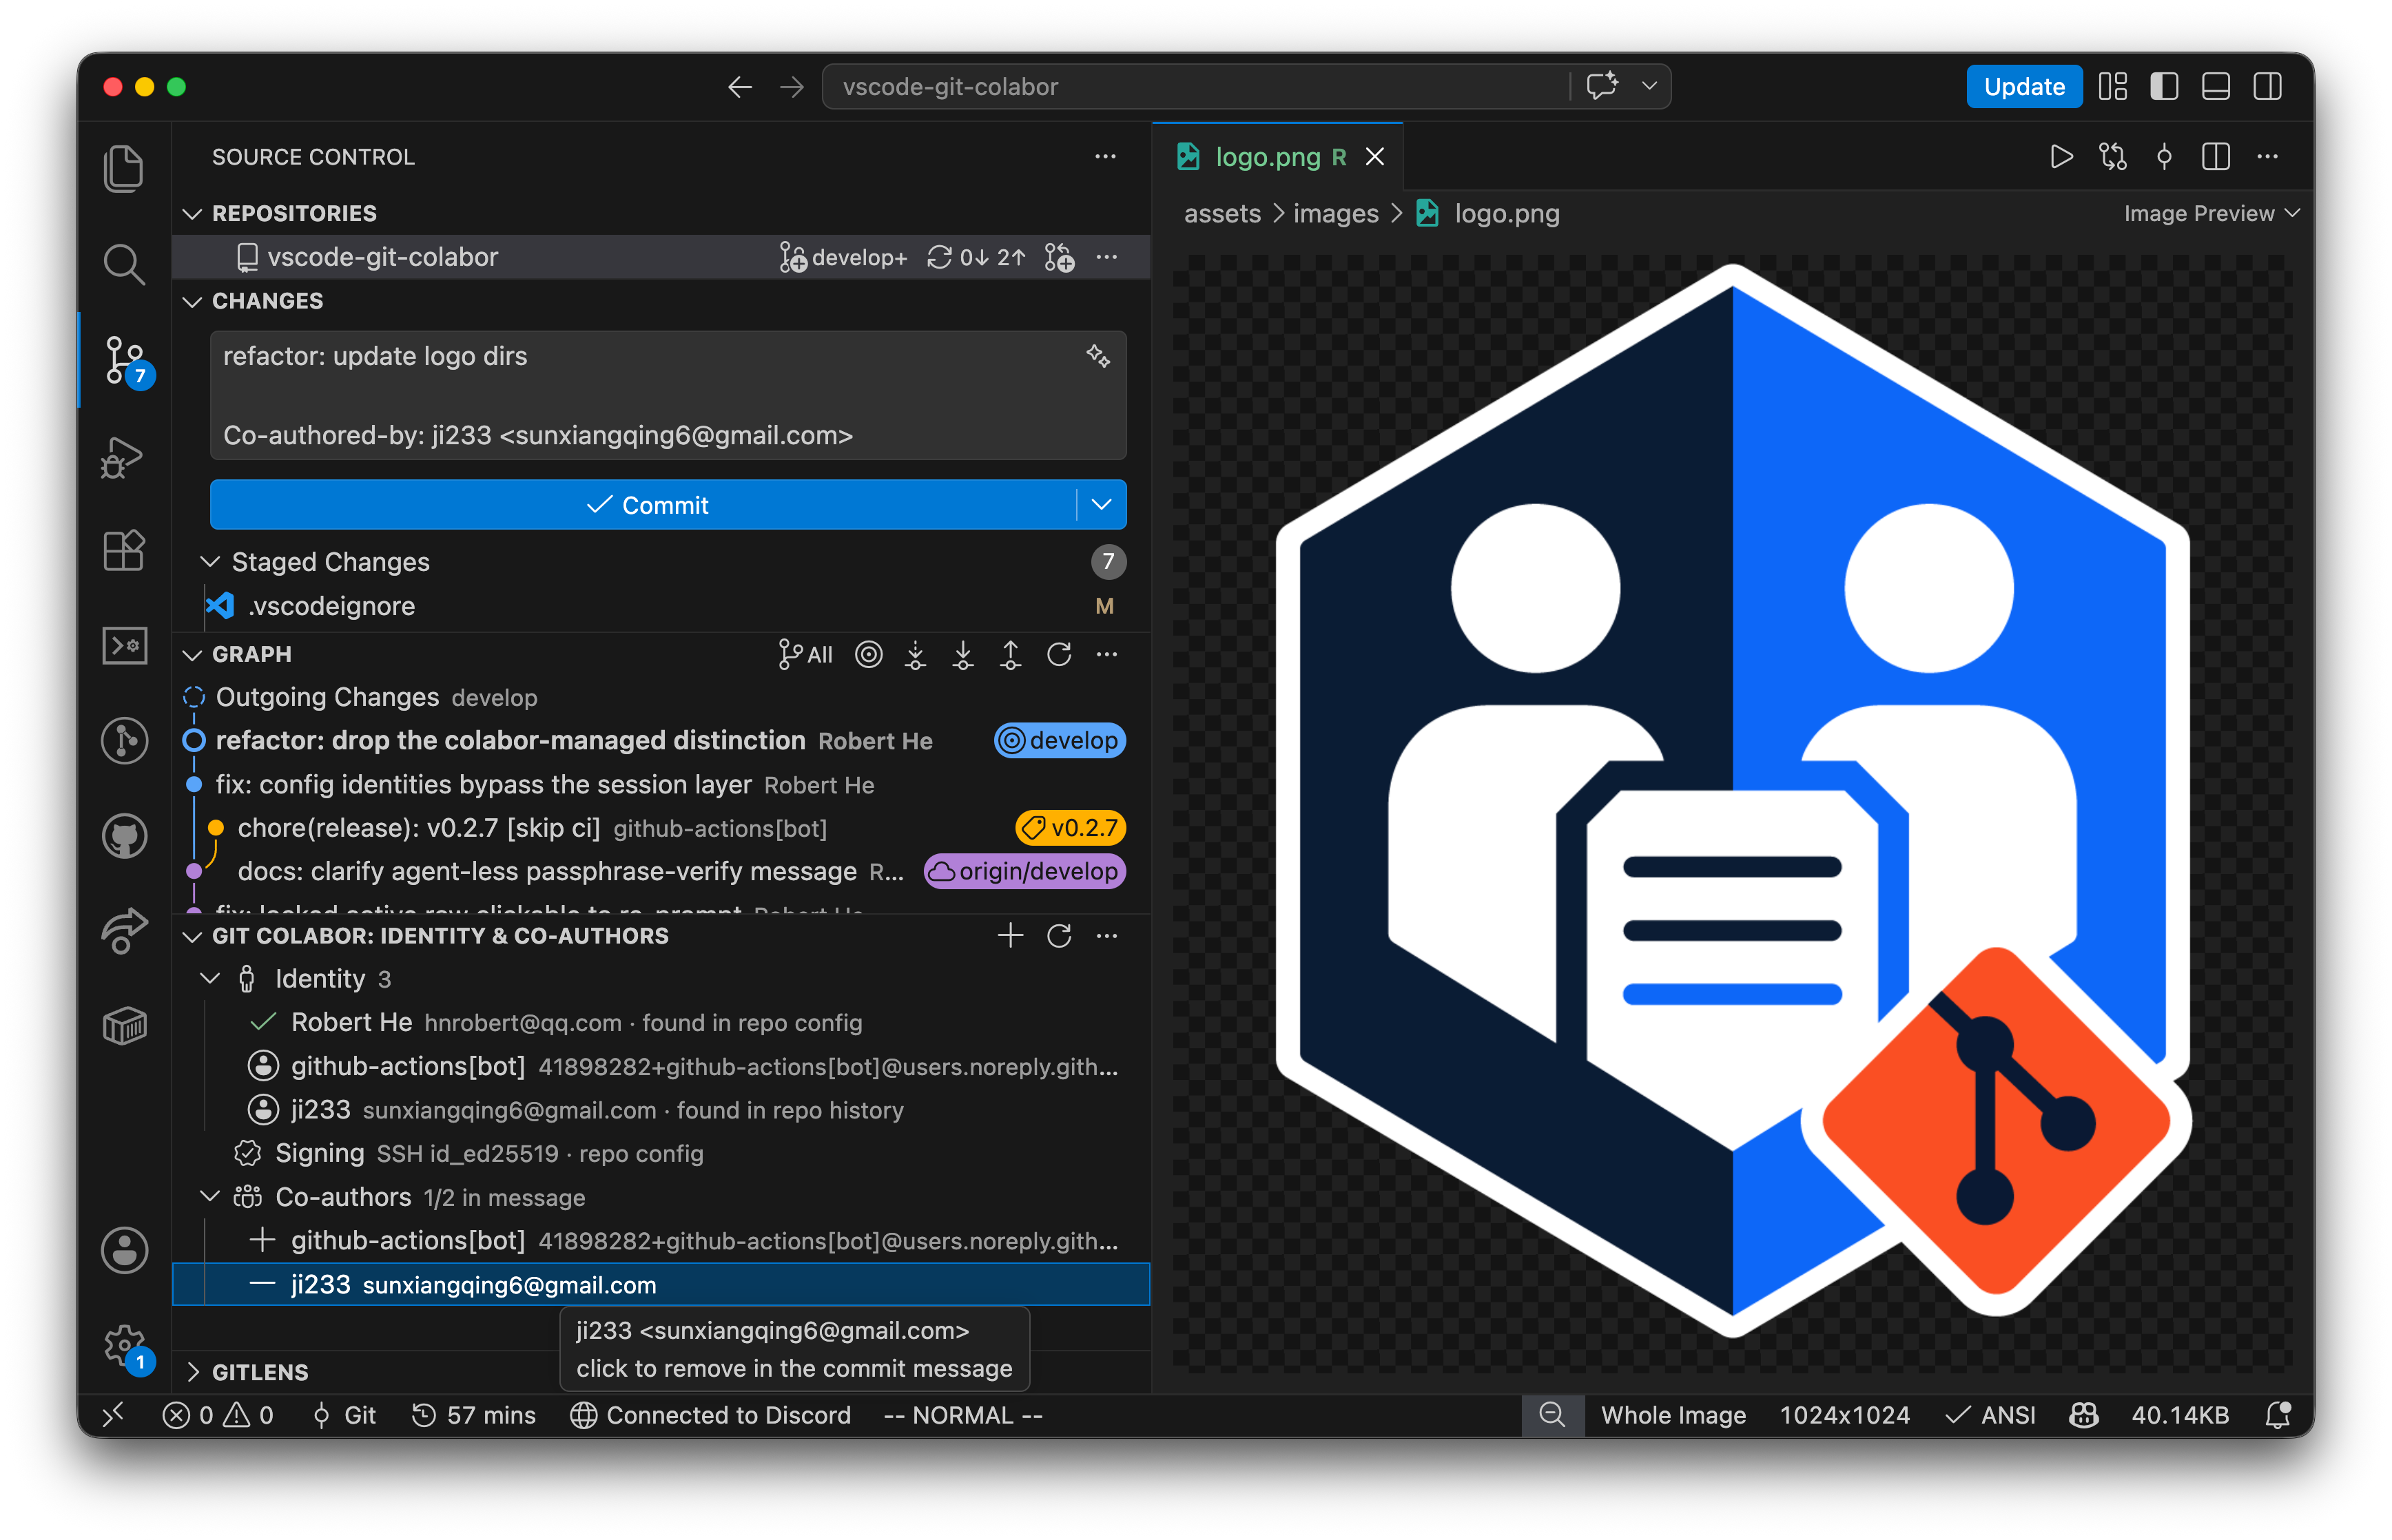 vscode-git-colabor
Update
SOURCE CONTROL
REPOSITORIES
vscode-git-colabor develop+ 0↓ 2↑
CHANGES
refactor: update logo dirs
Co-authored-by: ji233 <sunxiangqing6@gmail.com>
Commit
Staged Changes 7
.vscodeignore M
GRAPH All
Outgoing Changes develop
refactor: drop the colabor-managed distinction Robert He develop
fix: config identities bypass the session layer Robert He
chore(release): v0.2.7 [skip ci] github-actions[bot] v0.2.7
docs: clarify agent-less passphrase-verify message R... origin/develop
GIT COLABOR: IDENTITY & CO-AUTHORS
Identity 3
Robert He hnrobert@qq.com · found in repo config
github-actions[bot] 41898282+github-actions[bot]@users.noreply.gith...
ji233 sunxiangqing6@gmail.com · found in repo history
Signing SSH id_ed25519 · repo config
Co-authors 1/2 in message
github-actions[bot] 41898282+github-actions[bot]@users.noreply.gith...
ji233 sunxiangqing6@gmail.com
ji233 <sunxiangqing6@gmail.com>
click to remove in the commit message
GITLENS
7
1
logo.png R
assets > images > logo.png
Image Preview
0 0 Git 57 mins Connected to Discord -- NORMAL --
Whole Image 1024x1024 ANSI 40.14KB